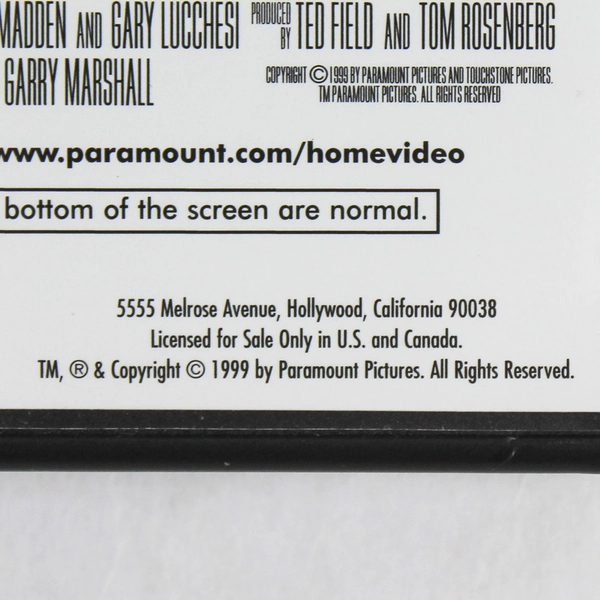 MADDEN AND GARY LUCCHESI PRODUCED BY TED FIELD AND TOM ROSENBERG
GARRY MARSHALL COPYRIGHT © 1999 BY PARAMOUNT PICTURES AND TOUCHSTONE PICTURES.
TM PARAMOUNT PICTURES. ALL RIGHTS RESERVED
www.paramount.com/homevideo
bottom of the screen are normal.
5555 Melrose Avenue, Hollywood, California 90038
Licensed for Sale Only in U.S. and Canada.
TM, ® & Copyright © 1999 by Paramount Pictures. All Rights Reserved.